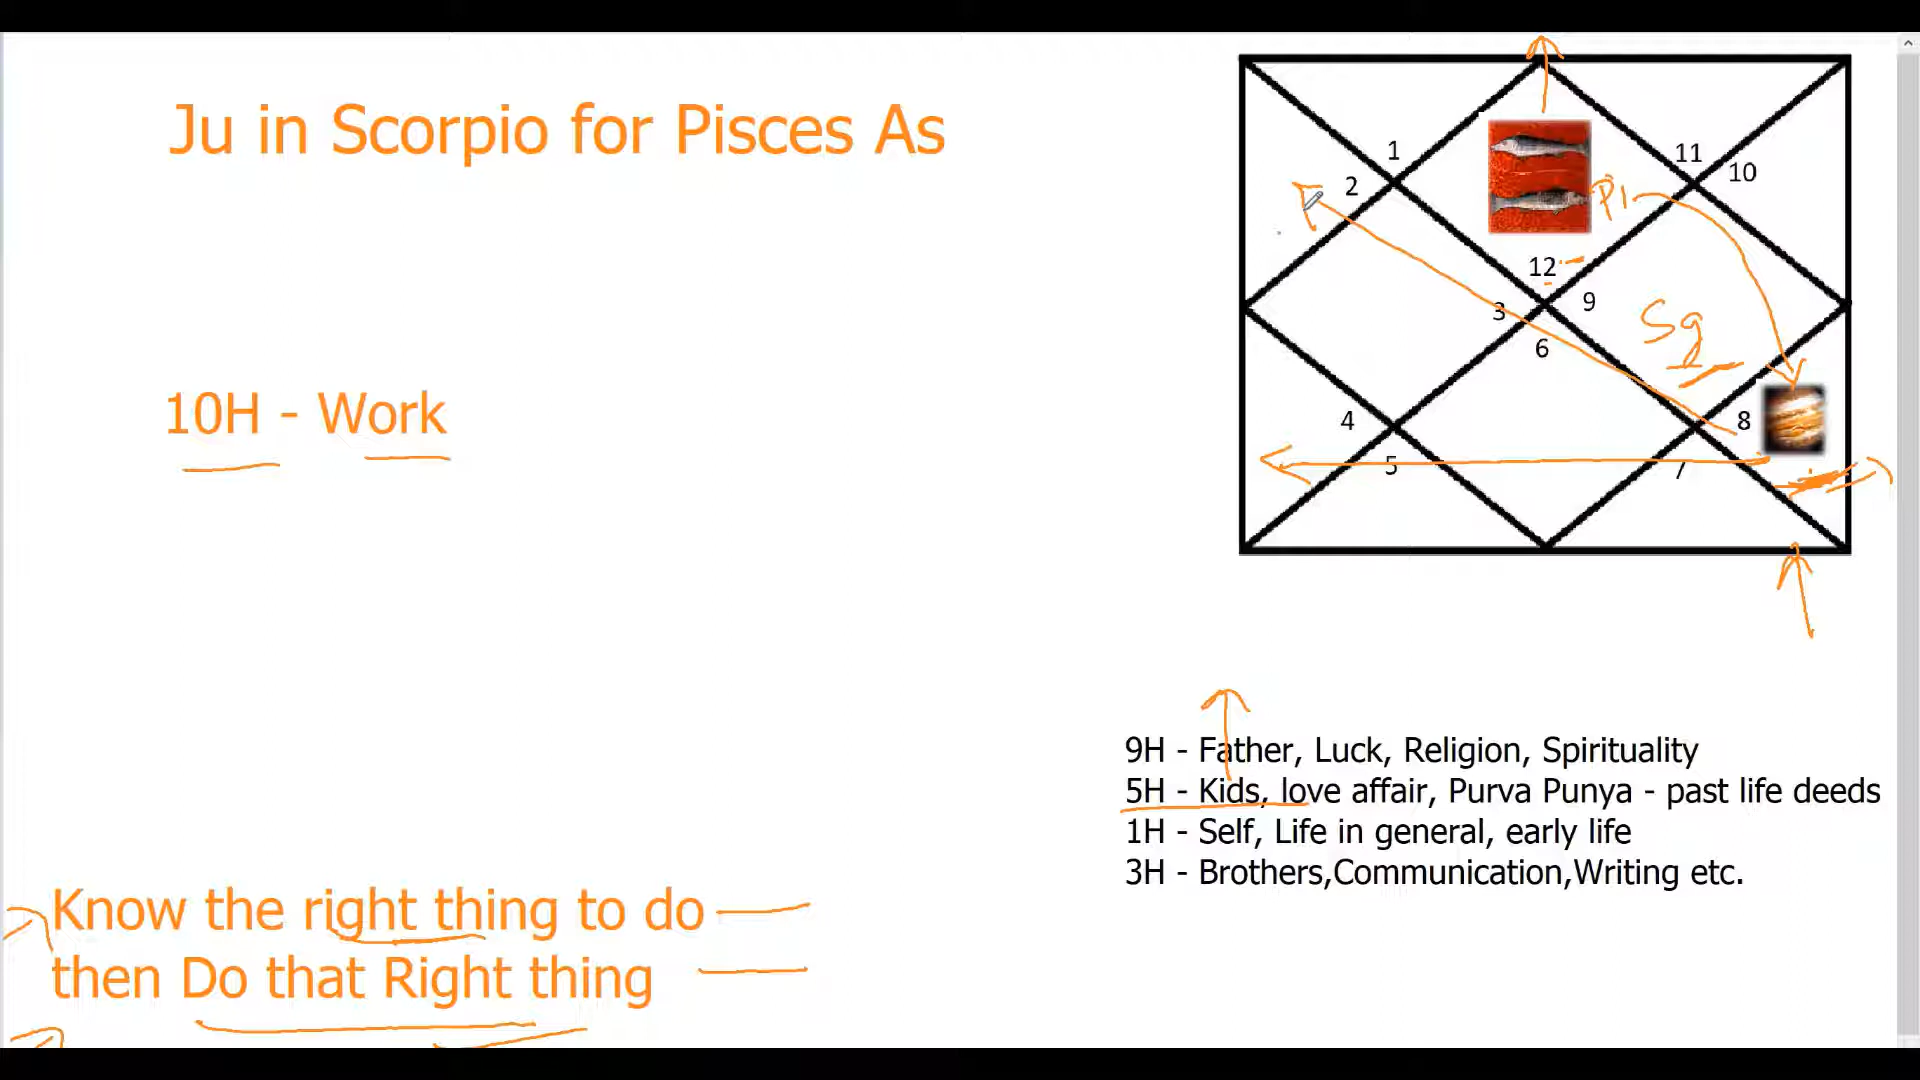 Ju in Scorpio for Pisces As
1
11
2
10
Pi
12
3
9
Sg
6
4
8
5
7
10H - Work
9H - Father, Luck, Religion, Spirituality
5H - Kids, love affair, Purva Punya - past life deeds
1H - Self, Life in general, early life
3H - Brothers,Communication,Writing etc.
Know the right thing to do
then Do that Right thing